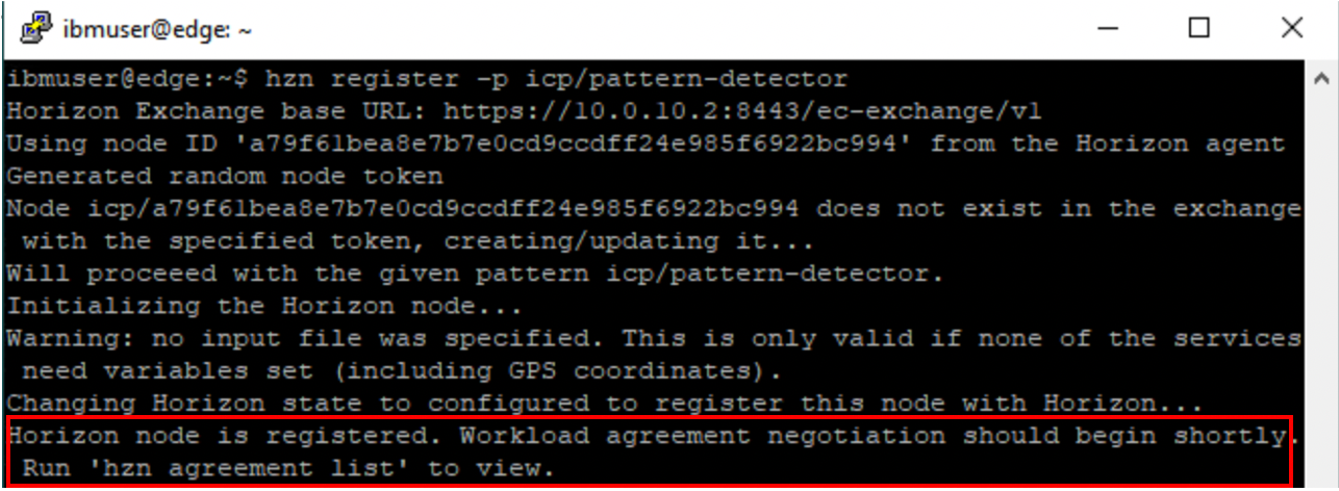 ibmuser@edge: ~
ibmuser@edge:~$ hzn register -p icp/pattern-detector
Horizon Exchange base URL: https://10.0.10.2:8443/ec-exchange/v1
Using node ID 'a79f61bea8e7b7e0cd9ccdff24e985f6922bc994' from the Horizon agent
Generated random node token
Node icp/a79f61bea8e7b7e0cd9ccdff24e985f6922bc994 does not exist in the exchange
 with the specified token, creating/updating it...
Will proceeed with the given pattern icp/pattern-detector.
Initializing the Horizon node...
Warning: no input file was specified. This is only valid if none of the services
 need variables set (including GPS coordinates).
Changing Horizon state to configured to register this node with Horizon...
Horizon node is registered. Workload agreement negotiation should begin shortly.
 Run 'hzn agreement list' to view.